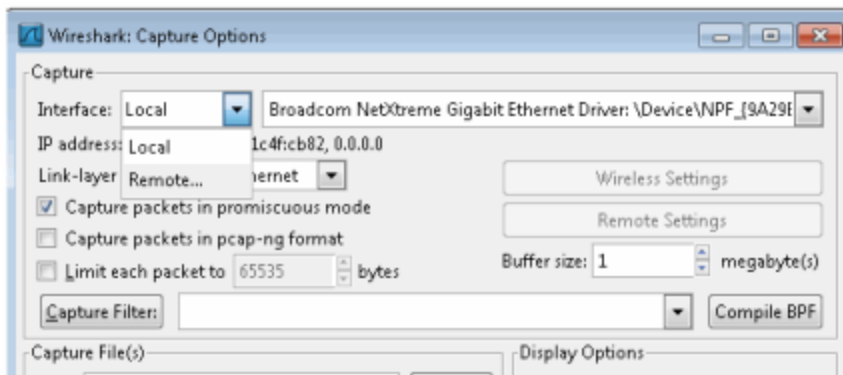 Wireshark: Capture Options
Capture
Interface: Local Broadcom NetXtreme Gigabit Ethernet Driver: \Device\NPF_{9A29E
IP address: 1c4f:cb82, 0.0.0.0
Local
Link-layer
Remote...
Wireless Settings
Capture packets in promiscuous mode
Remote Settings
Capture packets in pcap-ng format
Limit each packet to 65535 bytes
Buffer size: 1 megabyte(s)
Capture Filter: Compile BPF
Capture File(s)
Display Options